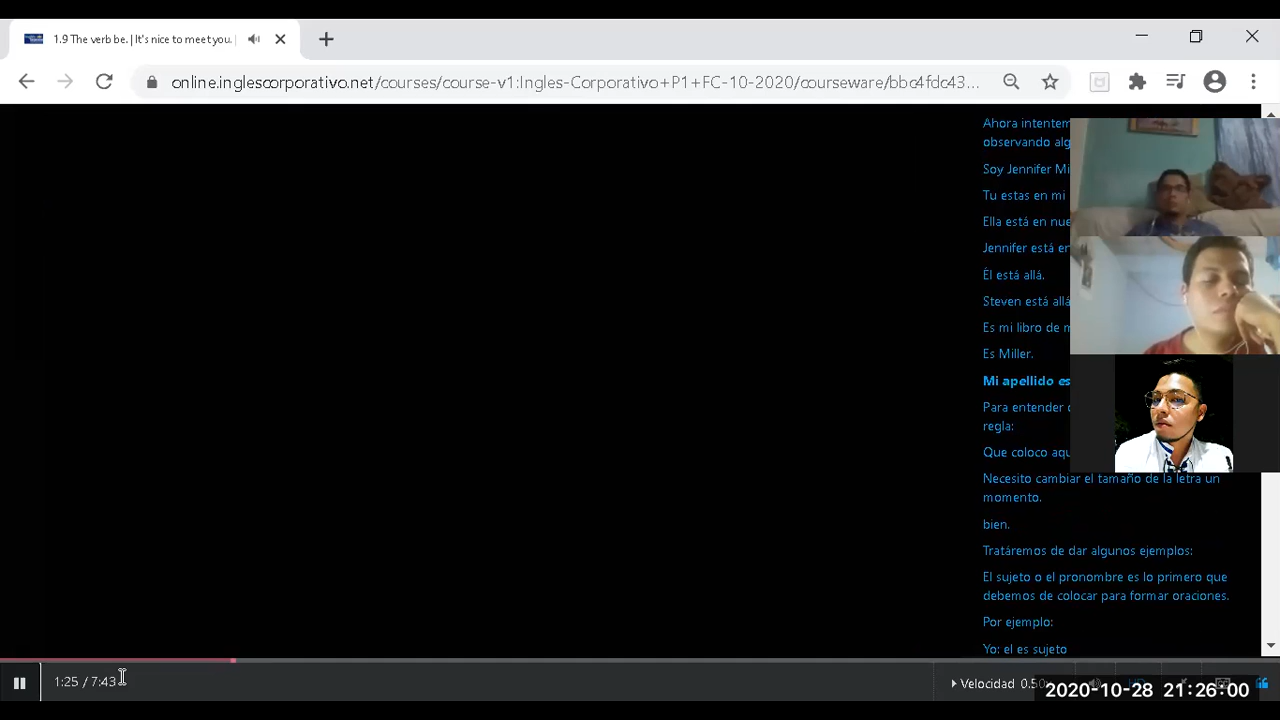 1.9 The verb be. | It's nice to meet you. |
online.inglescorporativo.net/courses/course-v1:Ingles-Corporativo+P1+FC-10-2020/courseware/bbc4fdc43...
Ahora intentem
observando alg
Soy Jennifer Mi
Tu estas en mi
Ella está en nue
Jennifer está en
Él está allá.
Steven está allá
Es mi libro de m
Es Miller.
Mi apellido es
Para entender
regla:
Que coloco aqu
Necesito cambiar el tamaño de la letra un
momento.
bien.
Tratáremos de dar algunos ejemplos:
El sujeto o el pronombre es lo primero que
debemos de colocar para formar oraciones.
Por ejemplo:
Yo: el es sujeto
1:25 / 7:43
Velocidad 0.50x
2020-10-28 21:26:00